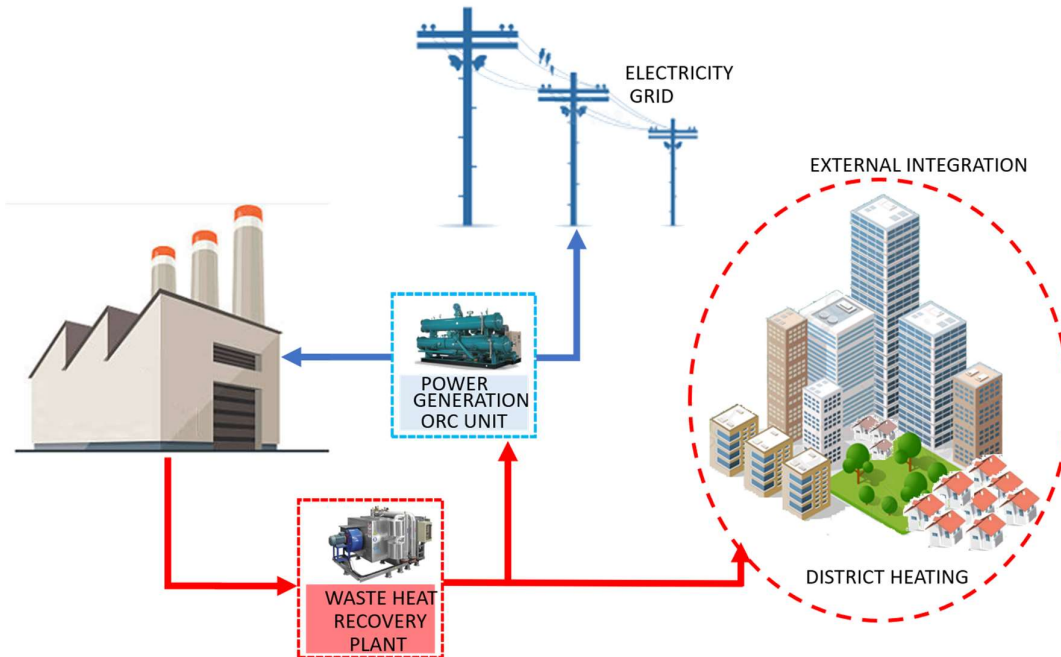 ELECTRICITY
GRID
EXTERNAL INTEGRATION
POWER
GENERATION
ORC UNIT
DISTRICT HEATING
WASTE HEAT
RECOVERY
PLANT